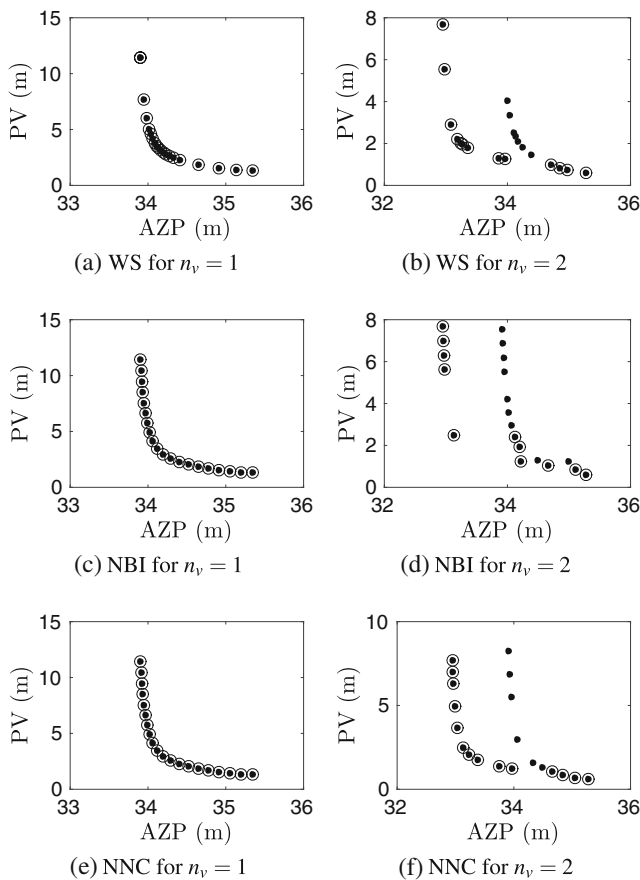 15
10
5
0
33 34 35 36
PV (m)
AZP (m)
(a) WS for n_v = 1
8
6
4
2
0
32 34 36
PV (m)
AZP (m)
(b) WS for n_v = 2
15
10
5
0
33 34 35 36
PV (m)
AZP (m)
(c) NBI for n_v = 1
8
6
4
2
0
32 34 36
PV (m)
AZP (m)
(d) NBI for n_v = 2
15
10
5
0
33 34 35 36
PV (m)
AZP (m)
(e) NNC for n_v = 1
10
5
0
32 34 36
PV (m)
AZP (m)
(f) NNC for n_v = 2